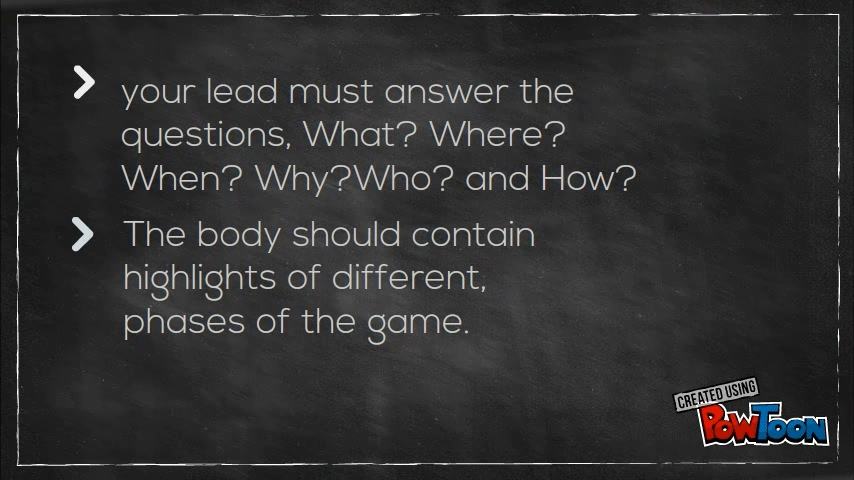 your lead must answer the
questions, What? Where?
When? Why?Who? and How?
The body should contain
highlights of different,
phases of the game.
CREATED USING
POWTOON